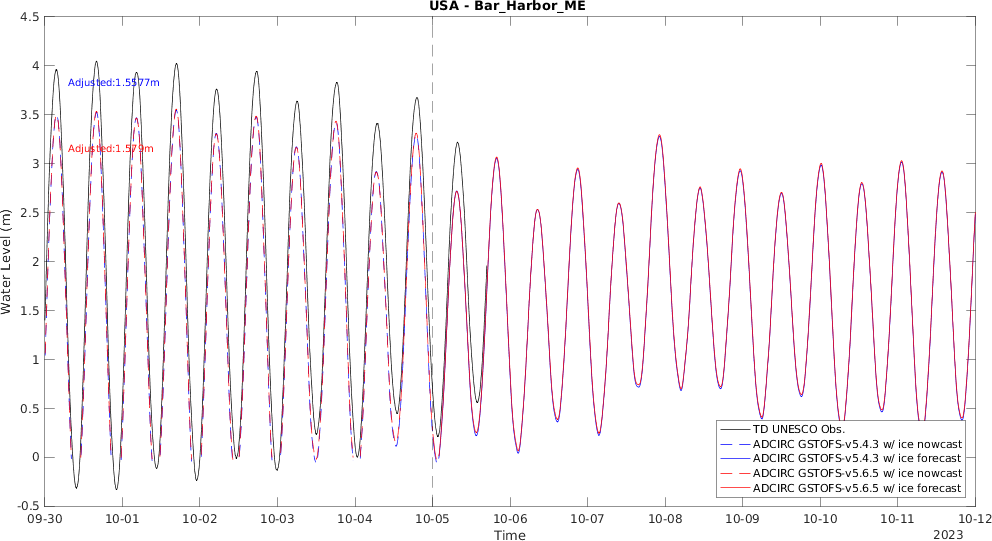 USA - Bar_Harbor_ME
4.5
4
3.5
3
2.5
2
1.5
1
0.5
0
-0.5
Water Level (m)
Adjusted:1.5577m
Adjusted:1.579m
TD UNESCO Obs.
ADCIRC GSTOFS-v5.4.3 w/ ice nowcast
ADCIRC GSTOFS-v5.4.3 w/ ice forecast
ADCIRC GSTOFS-v5.6.5 w/ ice nowcast
ADCIRC GSTOFS-v5.6.5 w/ ice forecast
09-30 10-01 10-02 10-03 10-04 10-05 10-06 10-07 10-08 10-09 10-10 10-11 10-12
Time
2023